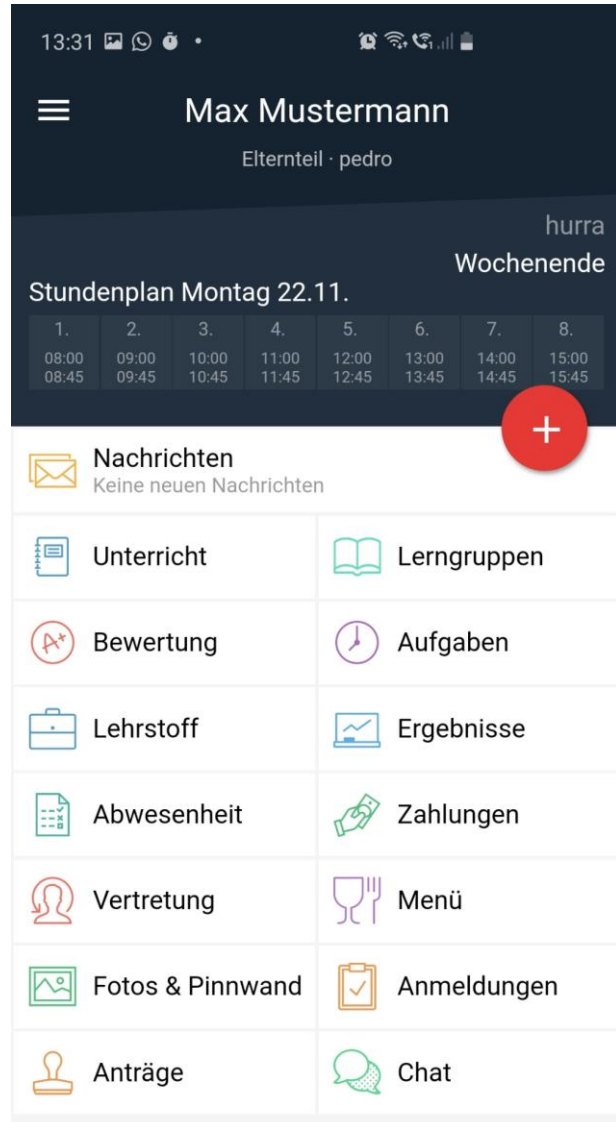 13:31
Max Mustermann
Elternteil · pedro
hurra
Wochenende
Stundenplan Montag 22.11.
1. 2. 3. 4. 5. 6. 7. 8.
08:00 09:00 10:00 11:00 12:00 13:00 14:00 15:00
08:45 09:45 10:45 11:45 12:45 13:45 14:45 15:45
+
Nachrichten
Keine neuen Nachrichten
Unterricht Lerngruppen
A+ Bewertung Aufgaben
Lehrstoff Ergebnisse
Abwesenheit Zahlungen
Vertretung Menü
Fotos & Pinnwand Anmeldungen
Anträge Chat